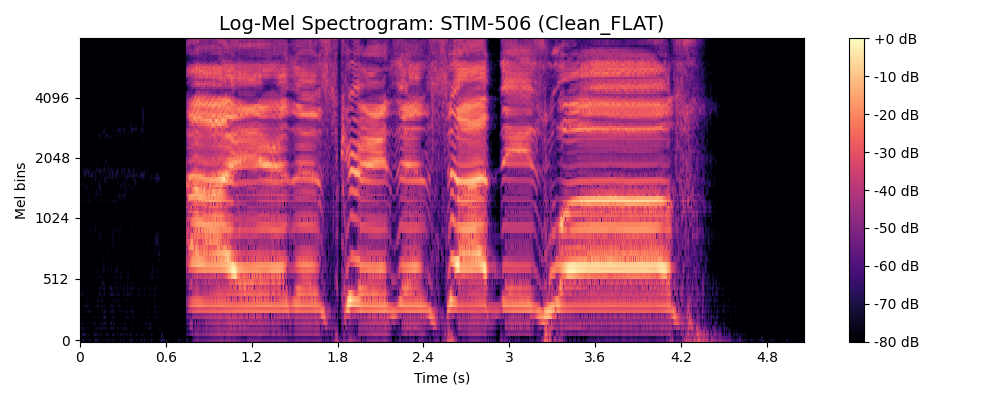 Log-Mel Spectrogram: STIM-506 (Clean_FLAT)
+0 dB
-10 dB
-20 dB
-30 dB
-40 dB
-50 dB
-60 dB
-70 dB
-80 dB
Mel bins
4096
2048
1024
512
0
0 0.6 1.2 1.8 2.4 3 3.6 4.2 4.8
Time (s)